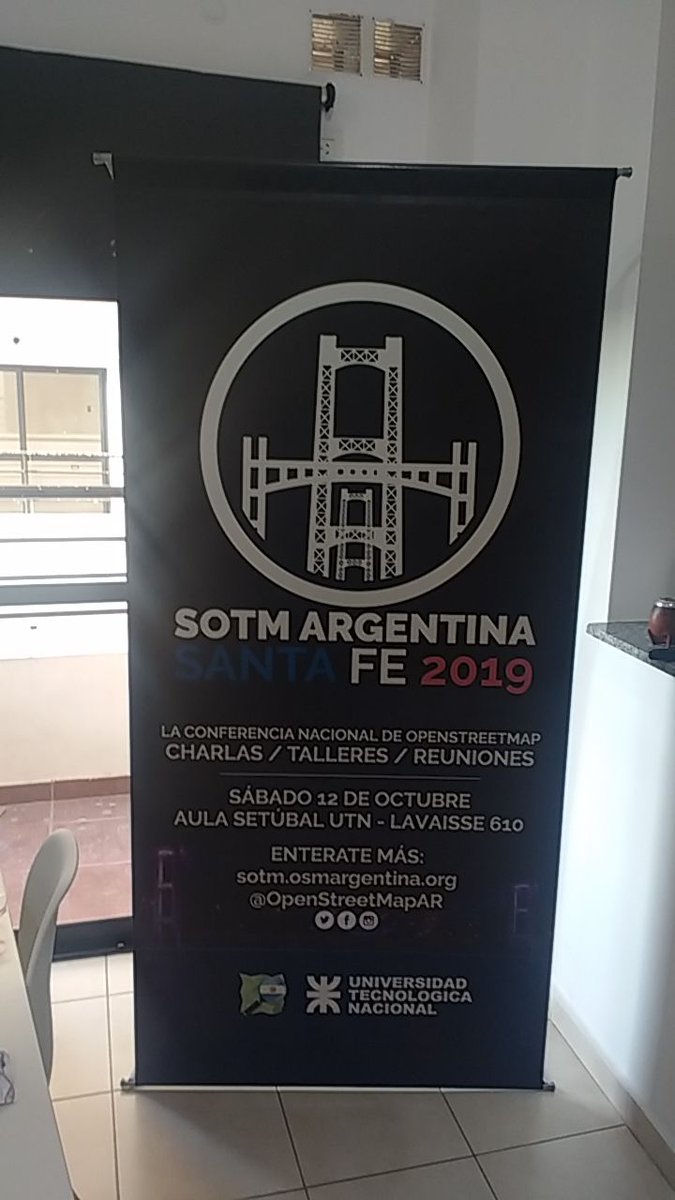 SOTM ARGENTINA
SANTA FE 2019
LA CONFERENCIA NACIONAL DE OPENSTREETMAP
CHARLAS / TALLERES / REUNIONES
SÁBADO 12 DE OCTUBRE
AULA SETÚBAL UTN - LAVAISSE 610
ENTERATE MÁS:
sotm.osmargentina.org
@OpenStreetMapAR
UNIVERSIDAD
TECNOLOGICA
NACIONAL